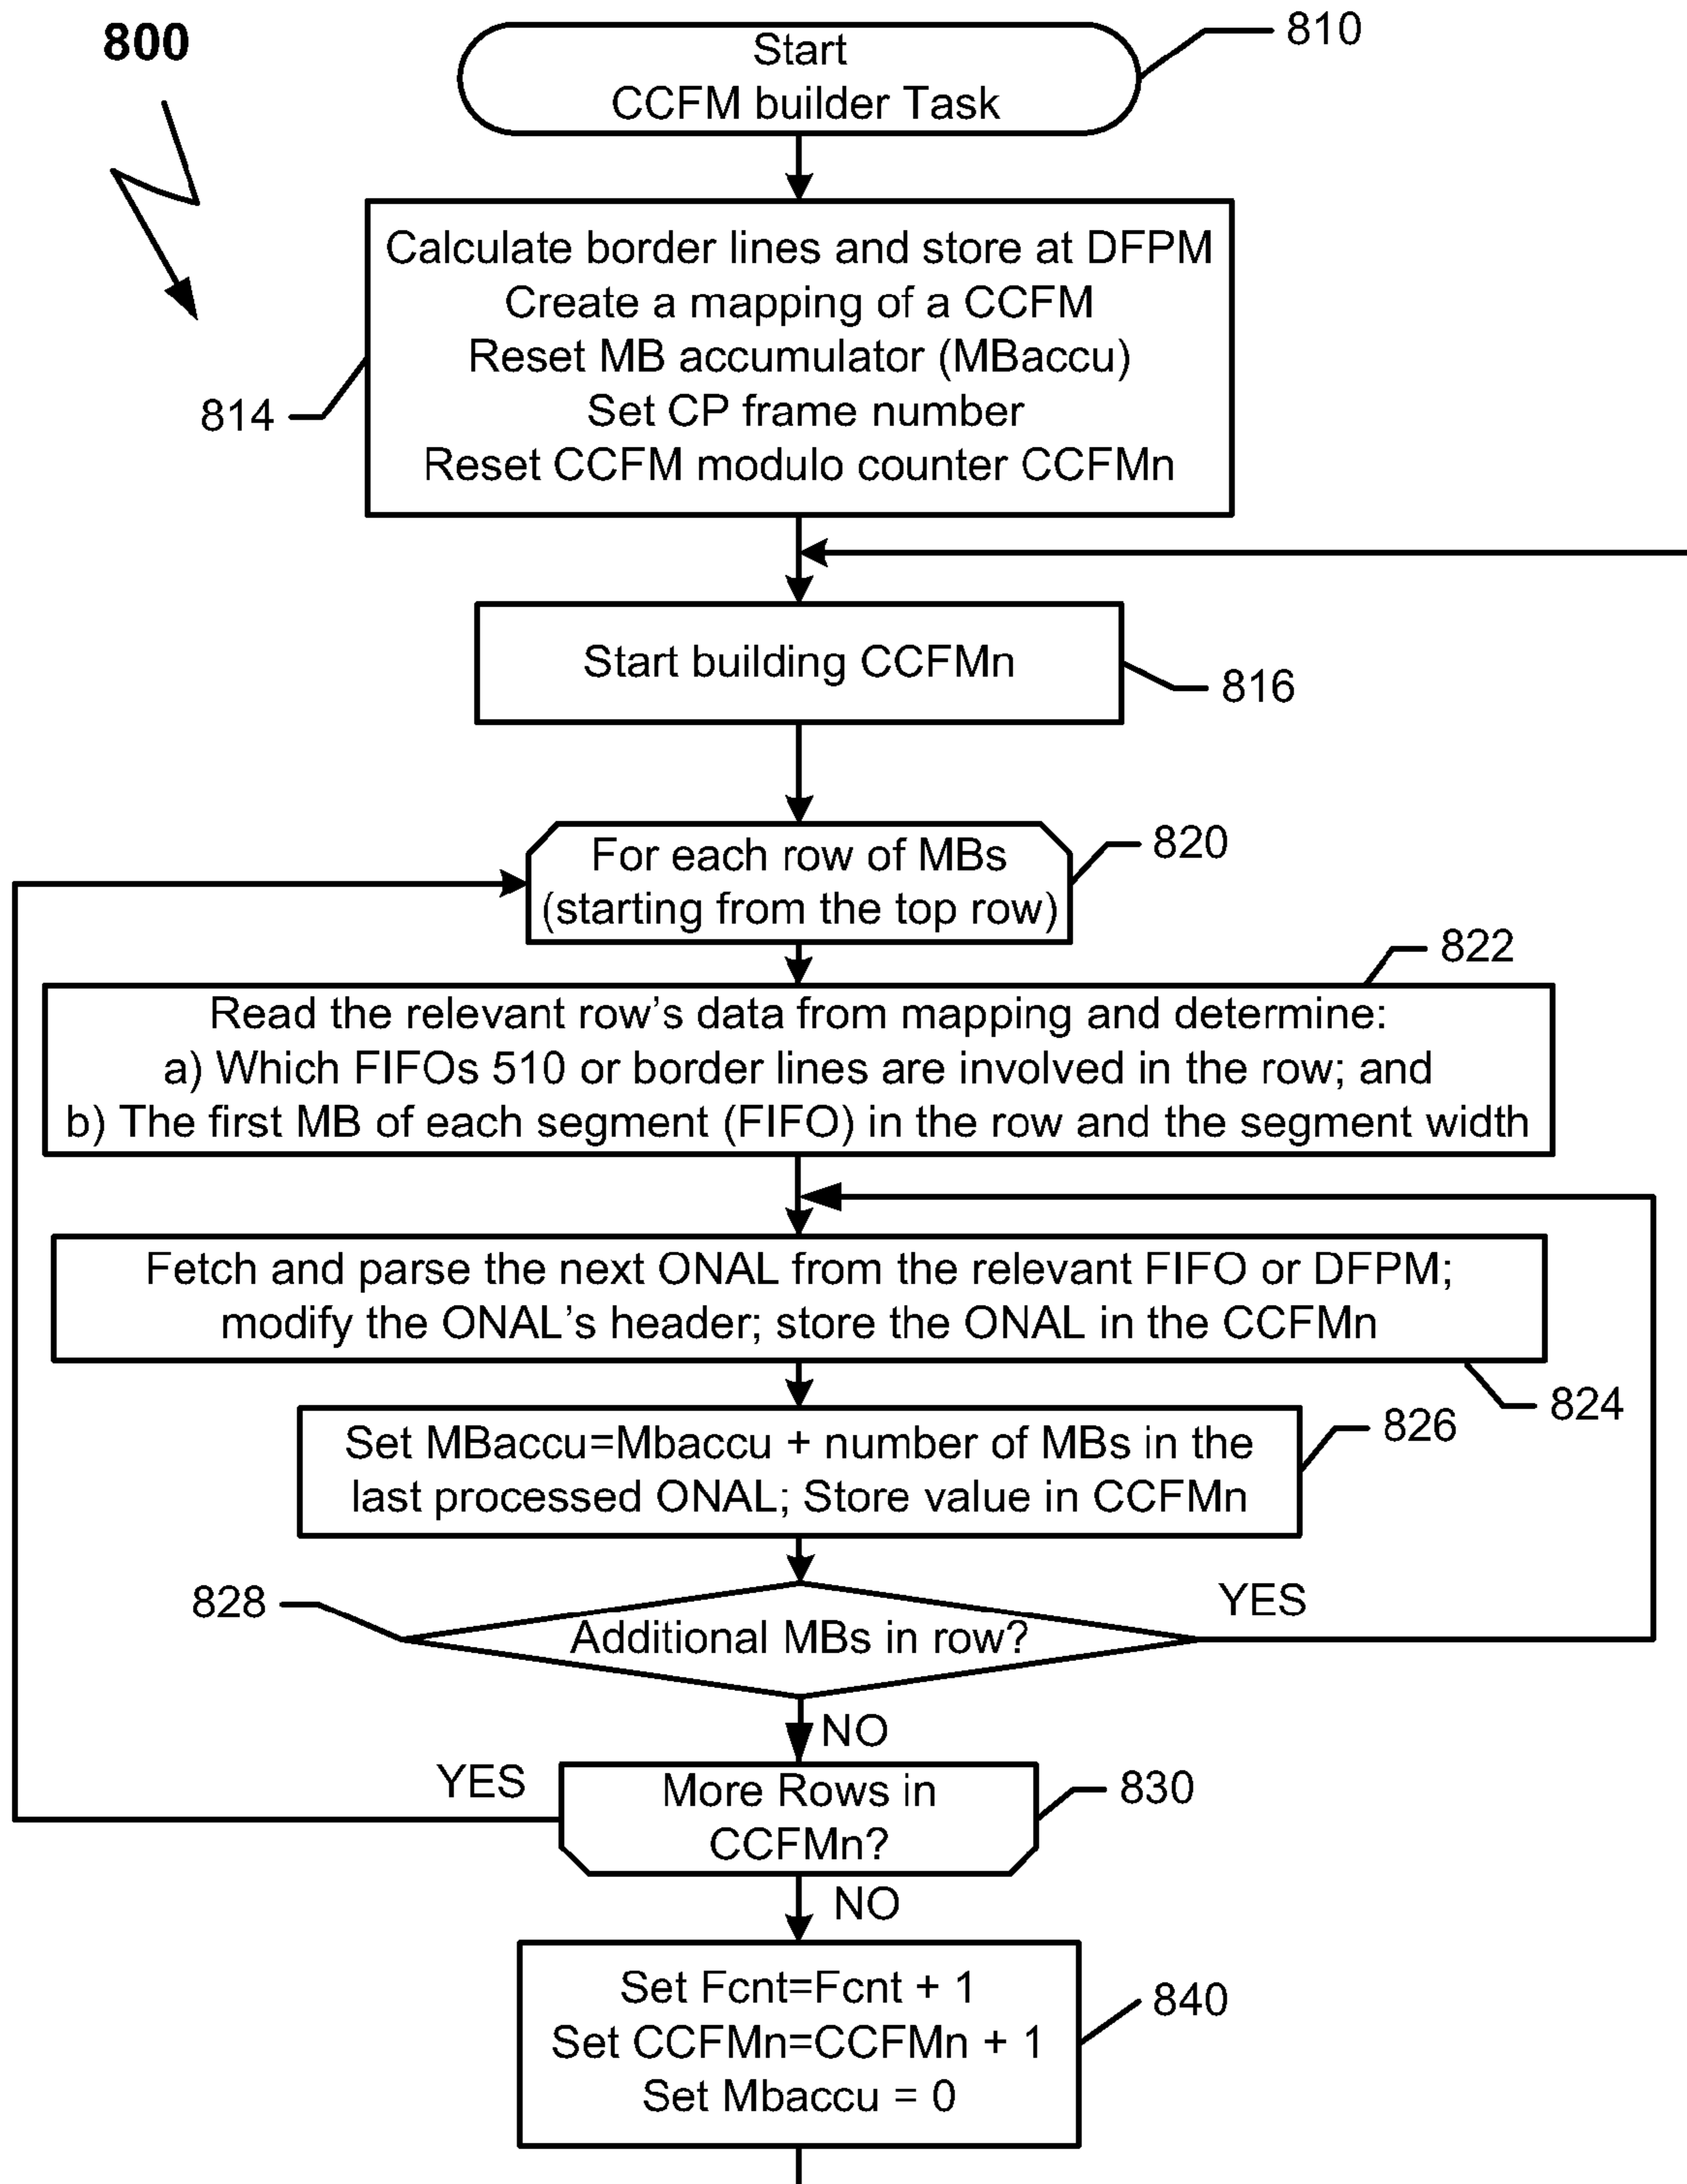 800
810
Start
CCFM builder Task
Calculate border lines and store at DFPM
Create a mapping of a CCFM
Reset MB accumulator (MBaccu)
Set CP frame number
Reset CCFM modulo counter CCFMn
814
Start building CCFMn
816
For each row of MBs
(starting from the top row)
820
822
Read the relevant row's data from mapping and determine:
a) Which FIFOs 510 or border lines are involved in the row; and
b) The first MB of each segment (FIFO) in the row and the segment width
Fetch and parse the next ONAL from the relevant FIFO or DFPM;
modify the ONAL's header; store the ONAL in the CCFMn
824
Set MBaccu=Mbaccu + number of MBs in the
last processed ONAL; Store value in CCFMn
826
828
Additional MBs in row?
YES
NO
YES
More Rows in
CCFMn?
830
NO
Set Fcnt=Fcnt + 1
Set CCFMn=CCFMn + 1
Set Mbaccu = 0
840